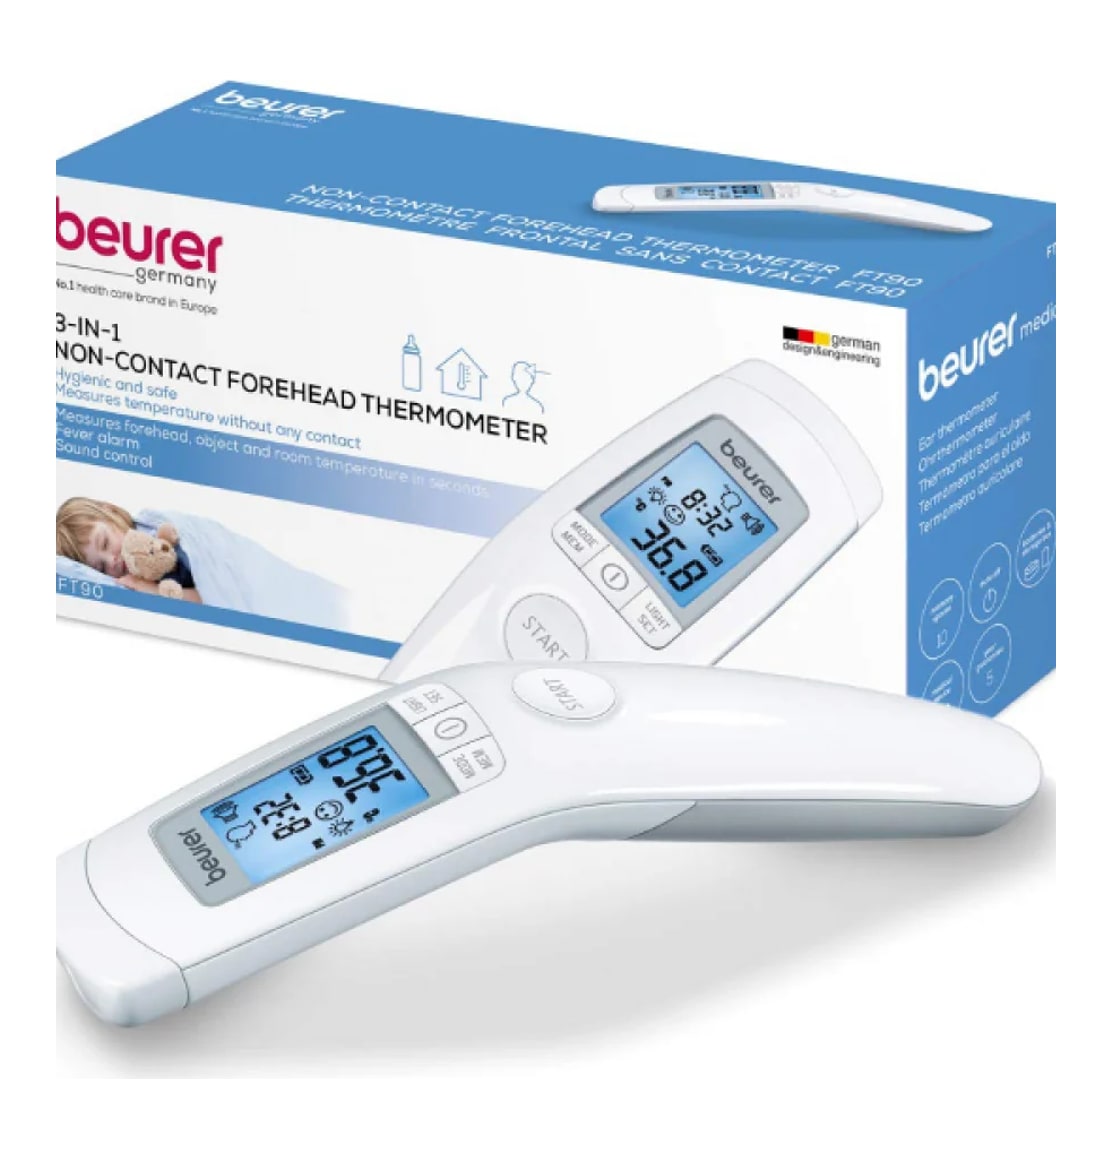 beurer
germany
NON-CONTACT FOREHEAD THERMOMETER FT90
THERMOMÈTRE FRONTAL SANS CONTACT FT90
beurer
germany
No.1 health care brand in Europe
3-IN-1
NON-CONTACT FOREHEAD THERMOMETER
Hygienic and safe
Measures temperature without any contact
Measures forehead, object and room temperature in seconds
Fever alarm
Sound control
FT90
german
design&engineering
beurer
8:32
°C
36.8
MODE
MEM
LIGHT
SET
START
FT
beurer medic
Ear thermometer
Ohrthermometer
Thermomètre auriculaire
Termómetro para el oído
Termometro auricolare
START
SET
LIGHT
MEM
MODE
36.8
°C
8:32
beurer